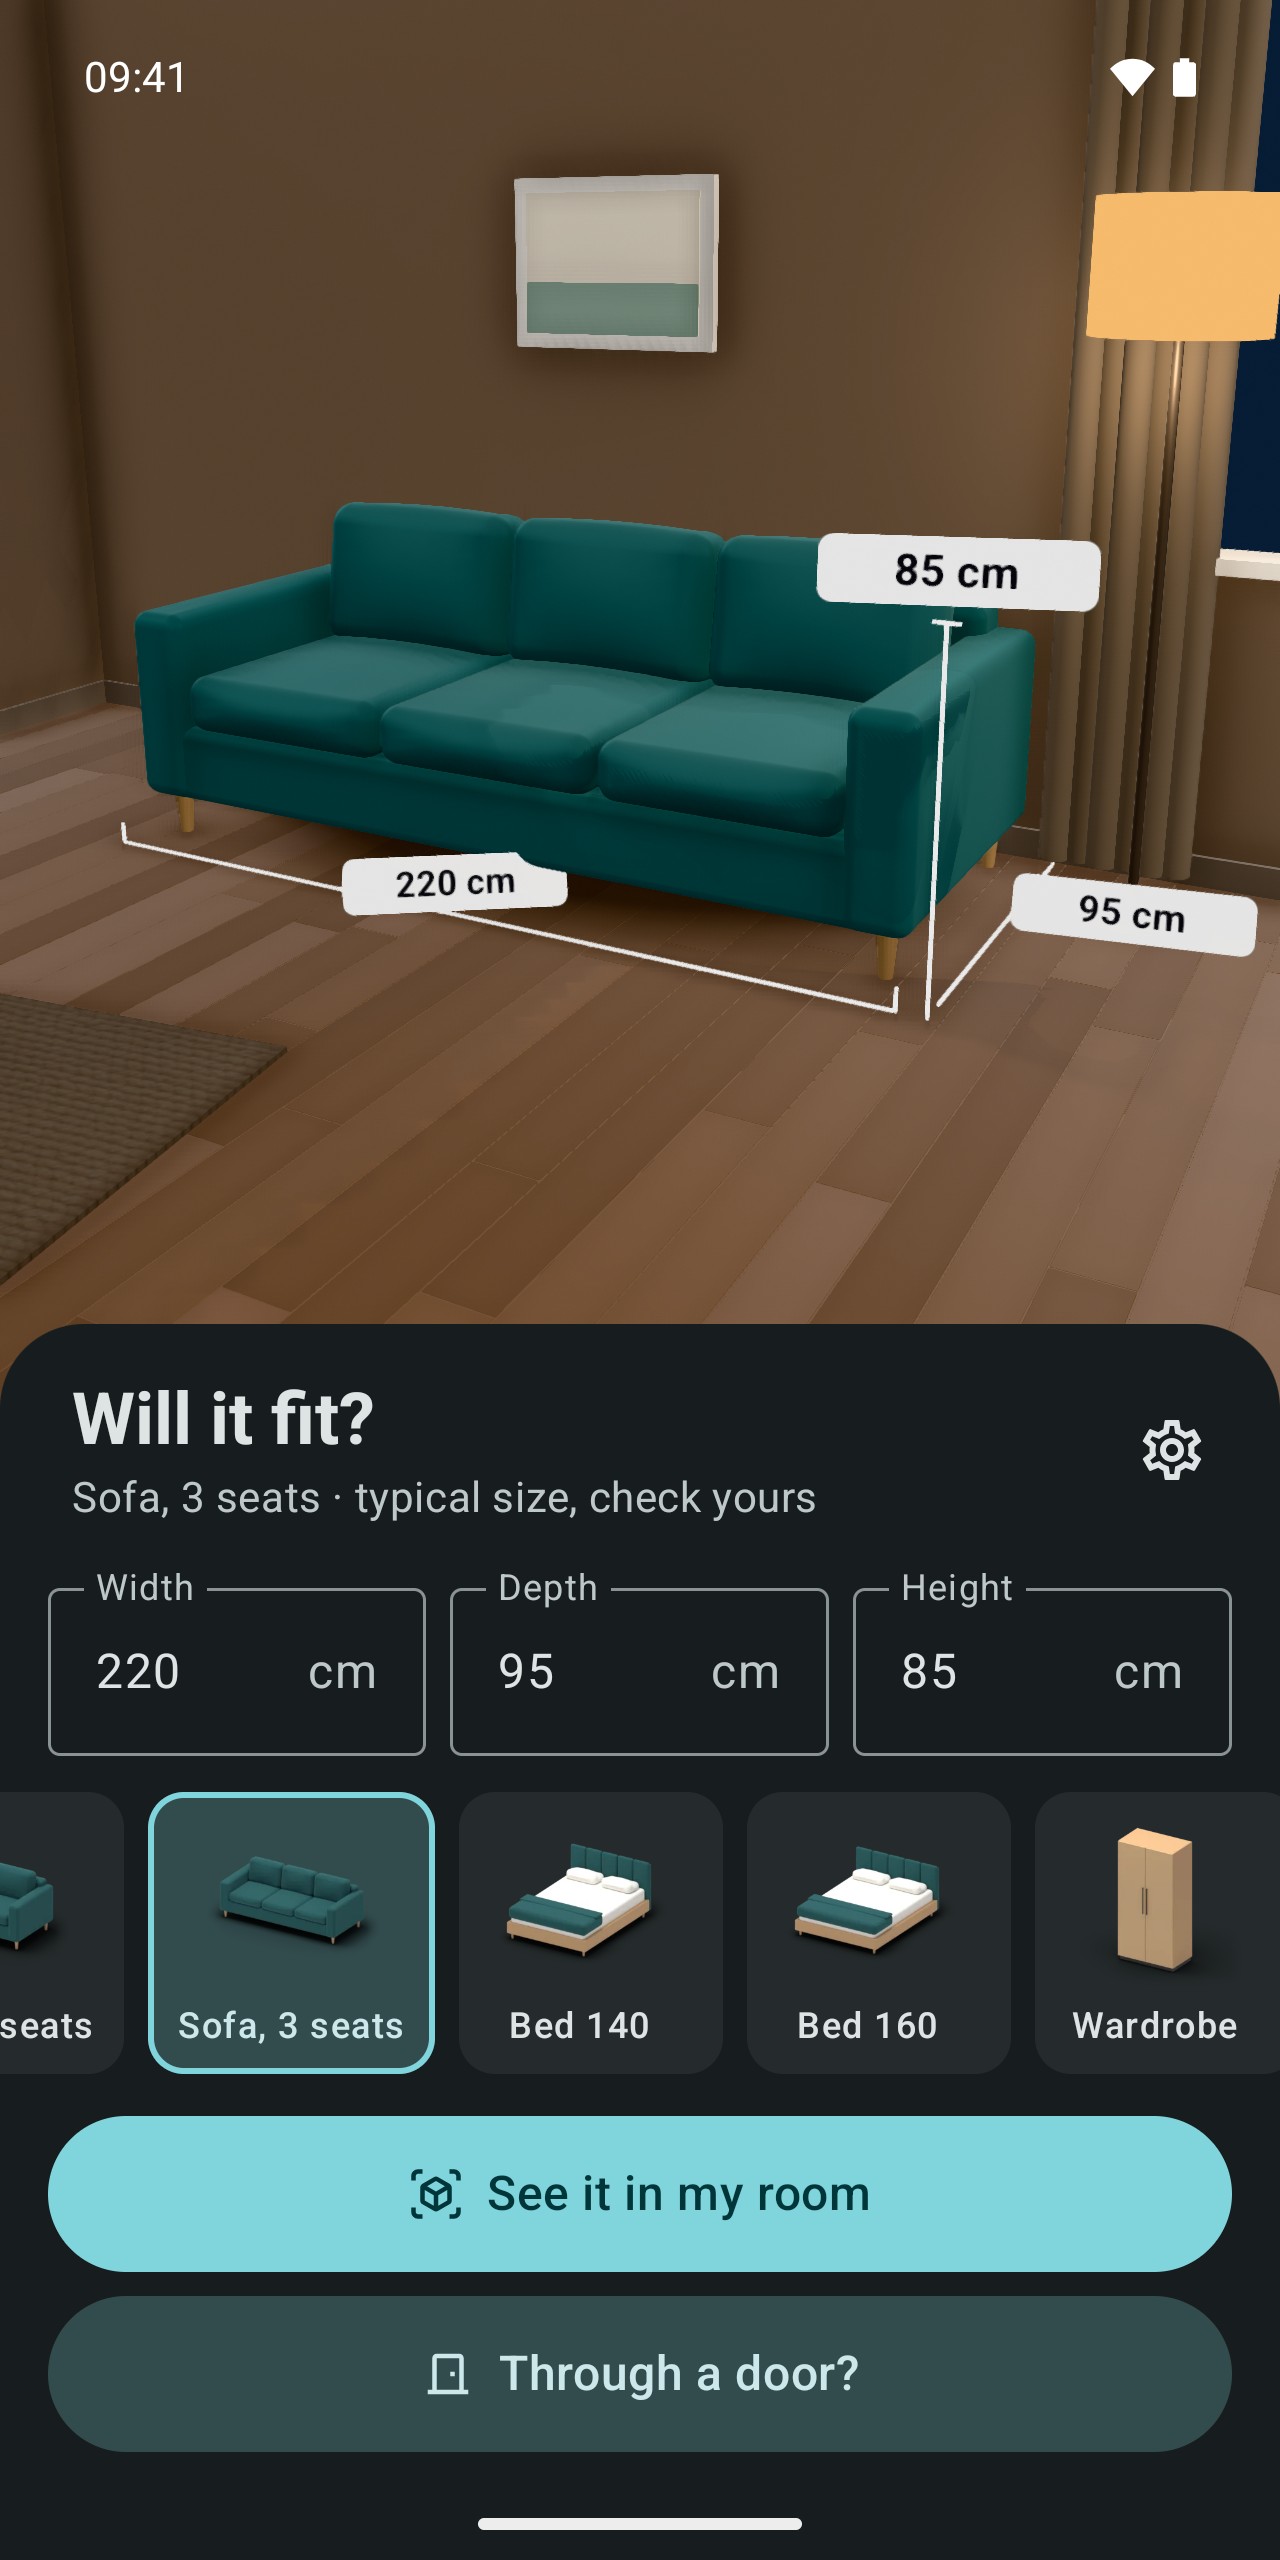 09:41
85 cm
220 cm
95 cm
Will it fit?
Sofa, 3 seats · typical size, check yours
Width
Depth
Height
220 cm
95 cm
85 cm
seats
Sofa, 3 seats
Bed 140
Bed 160
Wardrobe
See it in my room
Through a door?